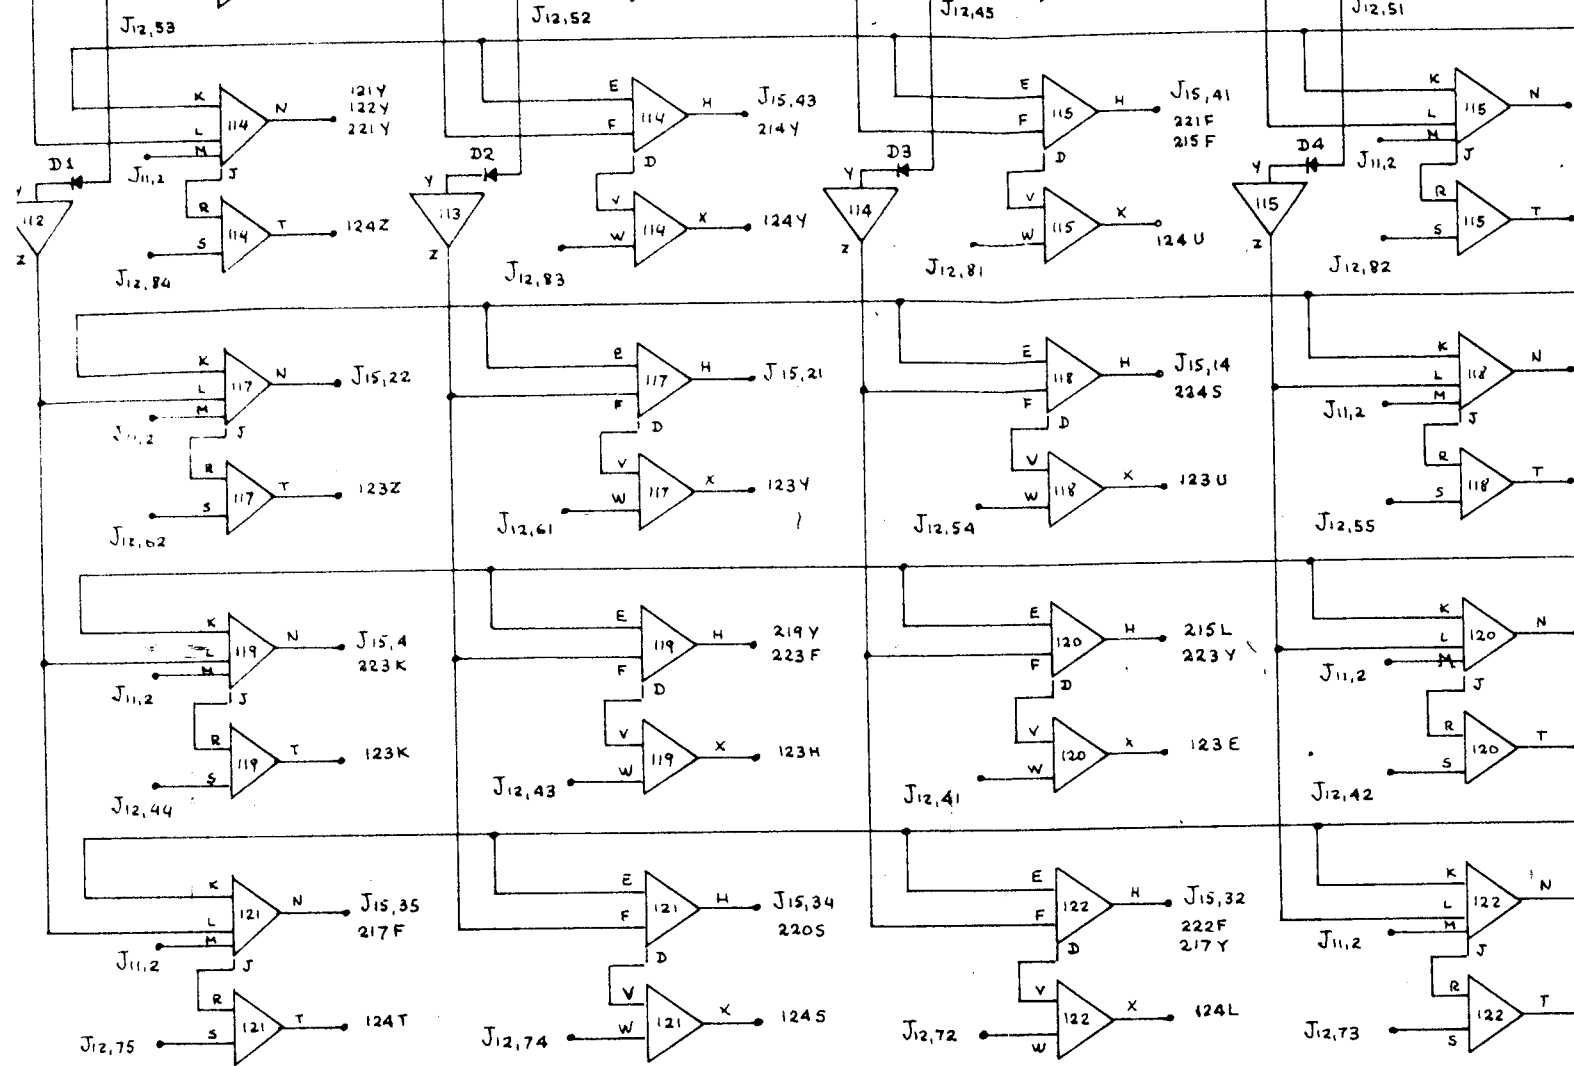 J12,53
J12,52
J12,45
J12,51
K
L
M
114
N
121Y
122Y
221Y
J11,2
J
E
F
114
H
J15,43
214Y
D
E
F
115
H
J15,41
221F
215F
D
K
L
M
115
N
J11,2
J
D1
Y
112
Z
R
S
114
T
124Z
J12,84
D2
Y
113
Z
V
W
114
X
124Y
J12,83
D3
Y
114
Z
V
W
115
X
124U
J12,81
D4
Y
115
Z
R
S
115
T
J12,82
K
L
M
117
N
J15,22
J11,2
J
E
F
117
H
J15,21
D
E
F
118
H
J15,14
224S
D
K
L
M
118
N
J11,2
J
R
S
117
T
123Z
J12,62
V
W
117
X
123Y
J12,61
V
W
118
X
123U
J12,54
R
S
118
T
J12,55
K
L
M
119
N
J15,4
223K
J11,2
J
E
F
119
H
219Y
223F
D
E
F
120
H
215L
223Y
D
K
L
M
120
N
J11,2
J
R
S
119
T
123K
J12,44
V
W
119
X
123H
J12,43
V
W
120
X
123E
J12,41
R
S
120
T
J12,42
K
L
M
121
N
J15,35
217F
J11,2
J
E
F
121
H
J15,34
220S
D
E
F
122
H
J15,32
222F
217Y
D
K
L
M
122
N
J11,2
J
R
S
121
T
124T
J12,75
V
W
121
X
124S
J12,74
V
W
122
X
124L
J12,72
R
S
122
T
J12,73